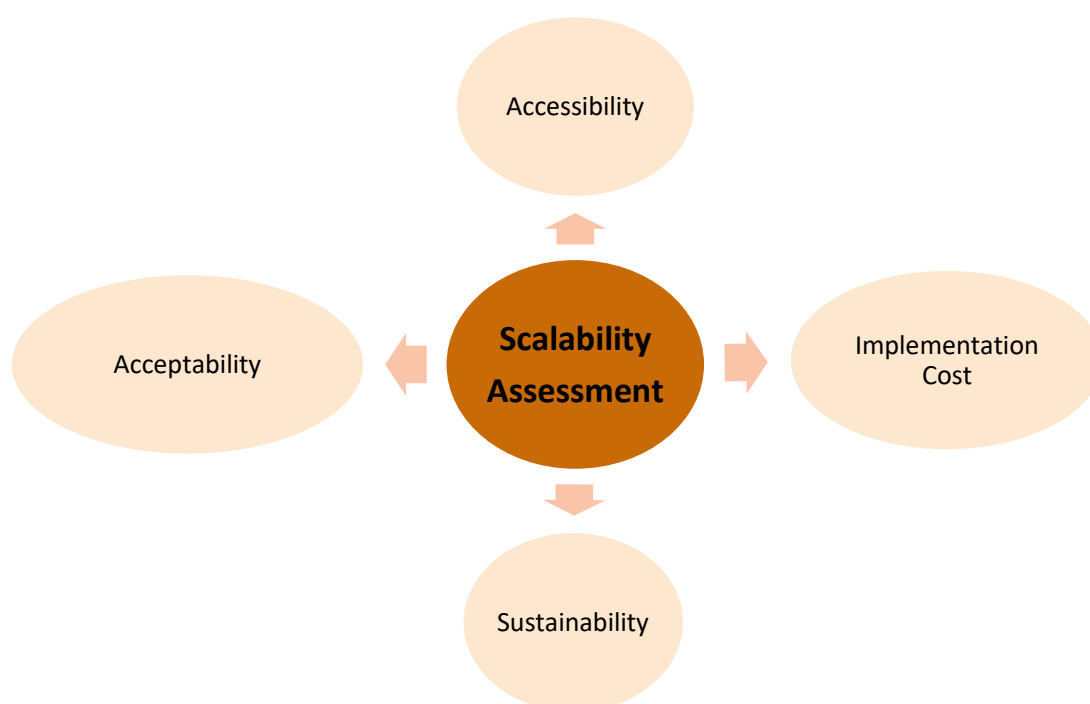 Accessibility
Acceptability
Scalability
Assessment
Implementation
Cost
Sustainability